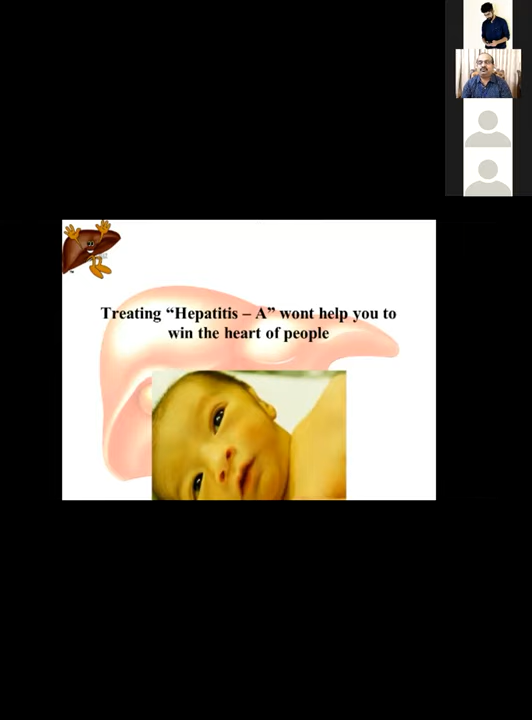 Treating “Hepatitis – A” wont help you to
win the heart of people